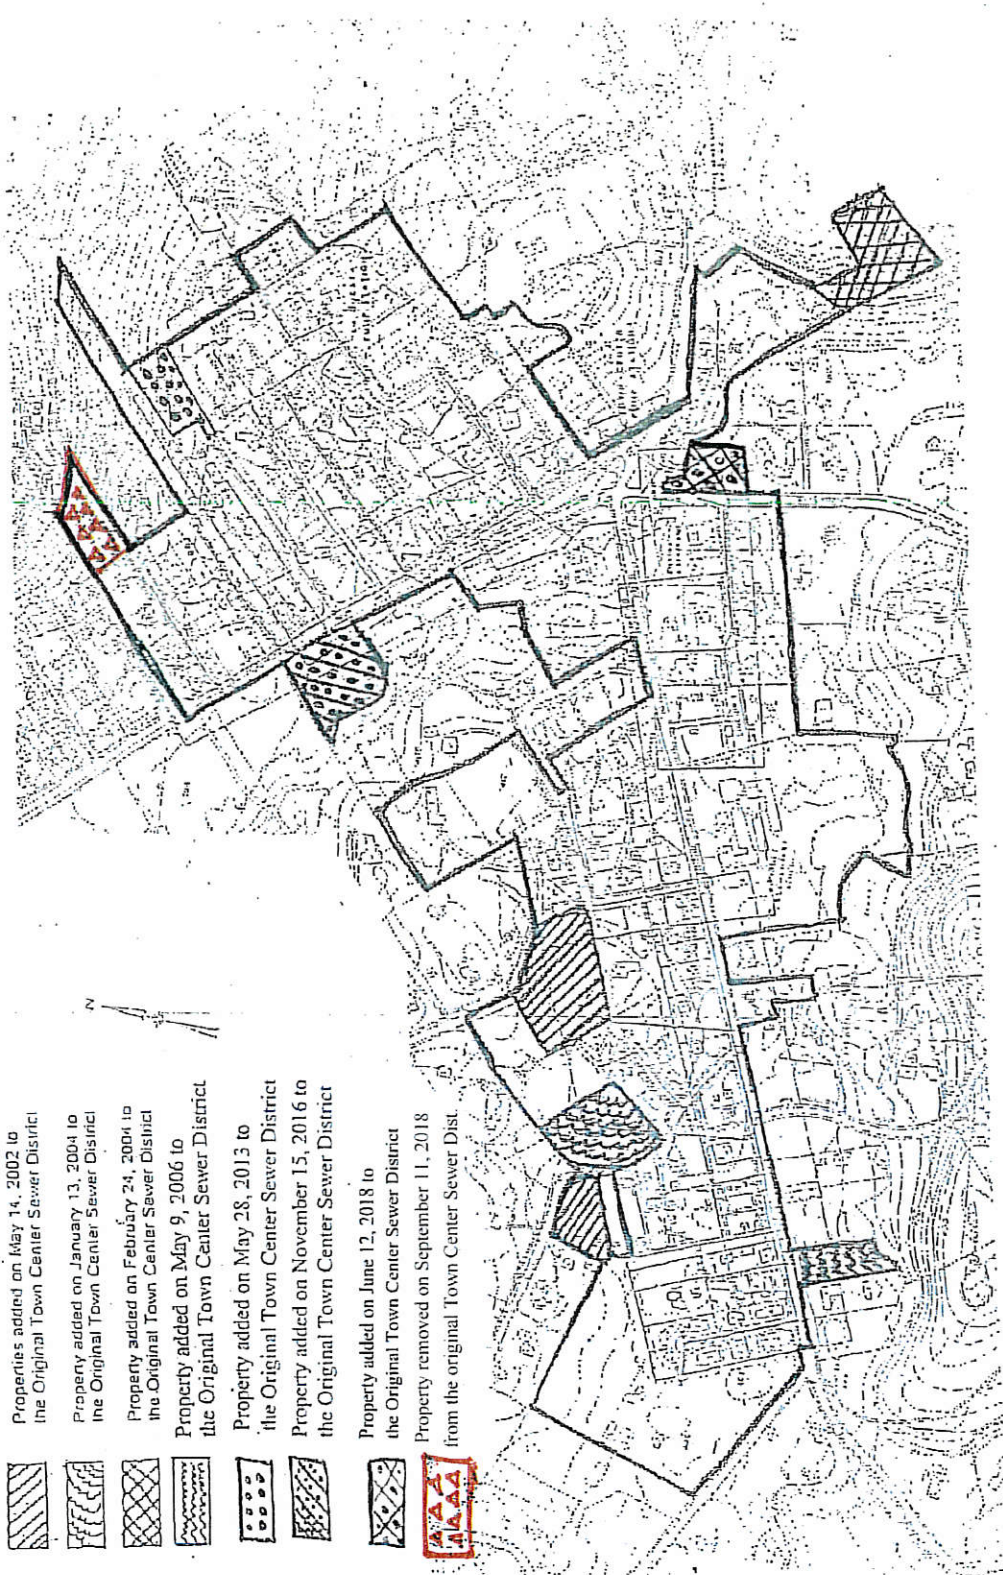 Properties added on May 14, 2002 to
the Original Town Center Sewer District
Property added on January 13, 2004 to
the Original Town Center Sewer District
Property added on February 24, 2004 to
the Original Town Center Sewer District
Property added on May 9, 2006 to
the Original Town Center Sewer District
Property added on May 28, 2013 to
the Original Town Center Sewer District
Property added on November 15, 2016 to
the Original Town Center Sewer District
Property added on June 12, 2018 to
the Original Town Center Sewer District
Property removed on September 11, 2018
from the original Town Center Sewer Dist.
N